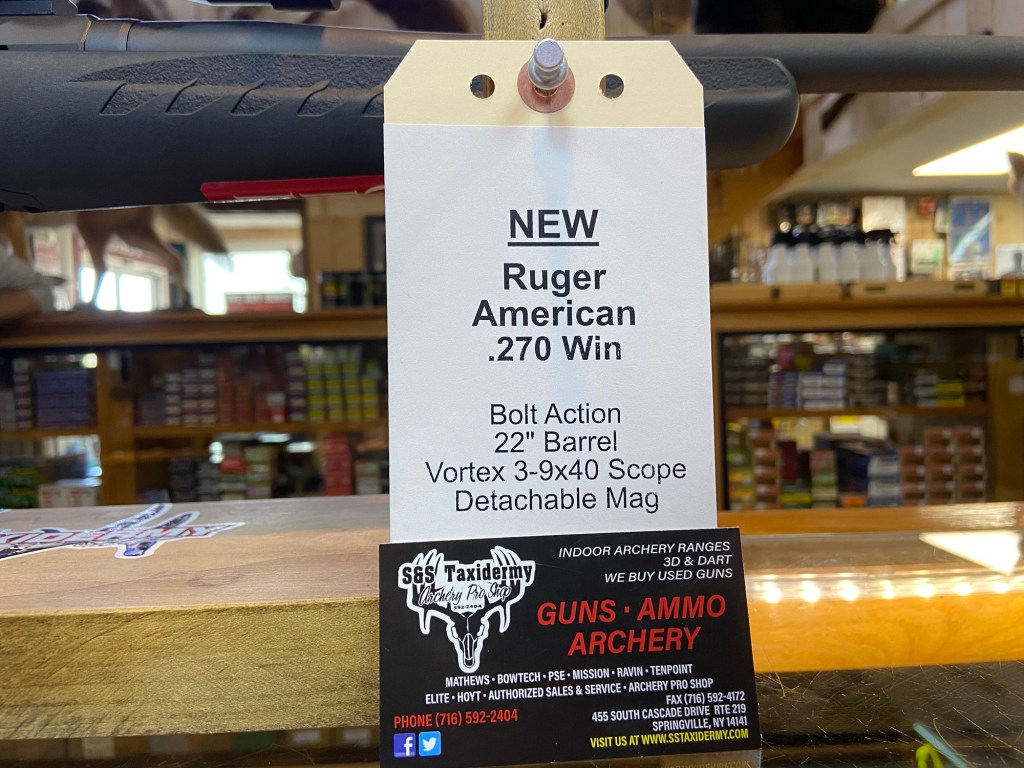 NEW
Ruger
American
.270 Win
Bolt Action
22" Barrel
Vortex 3-9x40 Scope
Detachable Mag
S&S Taxidermy
Archery Pro Shop
592-2404
INDOOR ARCHERY RANGES
3D & DART
WE BUY USED GUNS
GUNS · AMMO
ARCHERY
MATHEWS · BOWTECH · PSE · MISSION · RAVIN · TENPOINT
ELITE · HOYT · AUTHORIZED SALES & SERVICE · ARCHERY PRO SHOP
FAX (716) 592-4172
PHONE (716) 592-2404
455 SOUTH CASCADE DRIVE RTE 219
SPRINGVILLE, NY 14141
VISIT US AT WWW.SSTAXIDERMY.COM